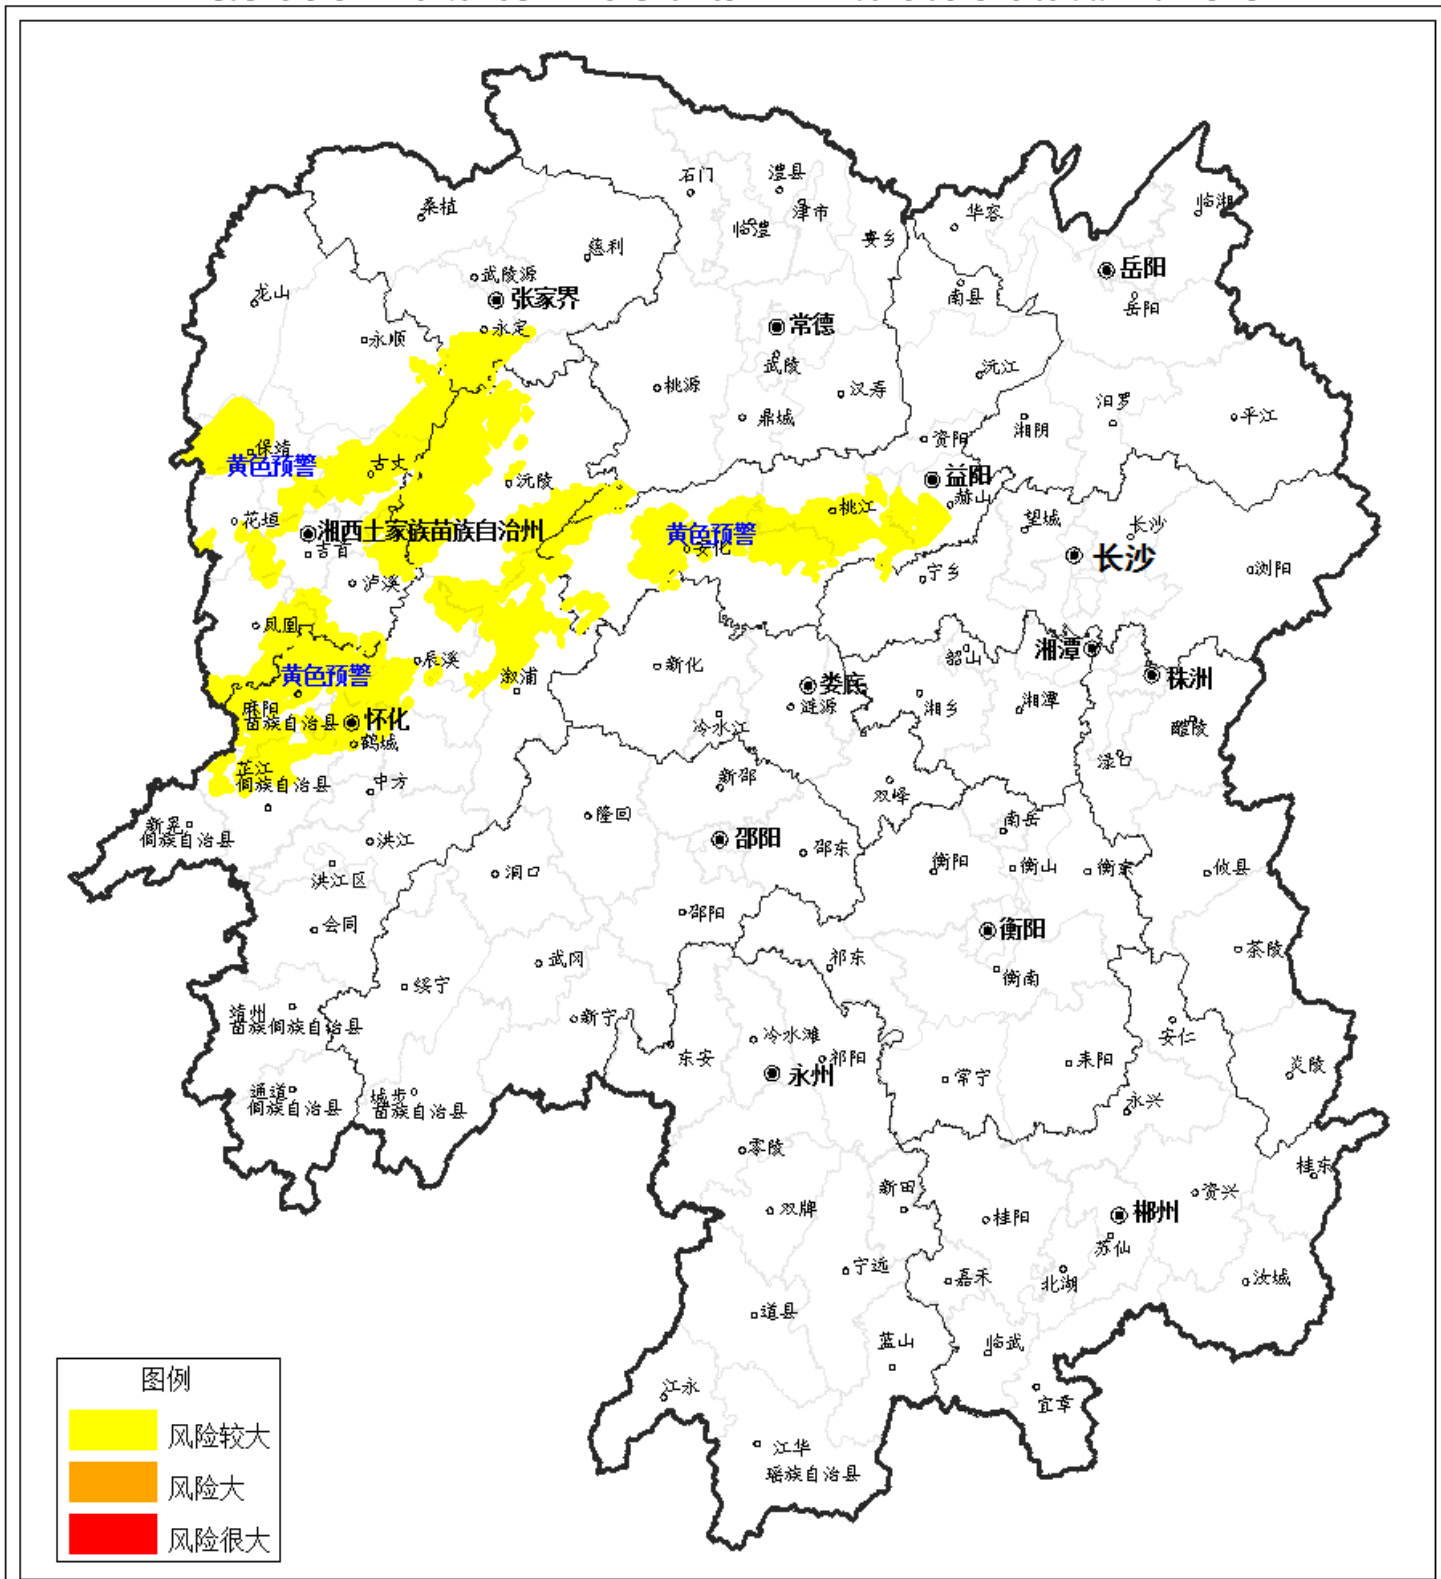 石门
澧县
桑植
津市
临澧
华容
临湘
安乡
慈利
武陵源
岳阳
龙山
张家界
南县
岳阳
永定
常德
永顺
武陵
沅江
桃源
汉寿
汨罗
鼎城
湘阴
平江
保靖
资阳
黄色预警
古丈
沅陵
益阳
赫山
桃江
花垣
望城
长沙
湘西土家族苗族自治州
黄色预警
吉首
安化
长沙
泸溪
宁乡
浏阳
凤凰
韶山
湘潭
辰溪
新化
黄色预警
溆浦
娄底
株洲
麻阳
苗族自治县
怀化
涟源
湘乡
湘潭
冷水江
醴陵
鹤城
渌口
芷江
侗族自治县
中方
新邵
双峰
新晃
侗族自治县
隆回
南岳
洪江
邵阳
邵东
衡阳
衡山
衡东
洪江区
洞口
攸县
会同
邵阳
衡阳
武冈
祁东
茶陵
绥宁
衡南
靖州
苗族侗族自治县
新宁
冷水滩
安仁
东安
祁阳
耒阳
永州
常宁
炎陵
通道
侗族自治县
城步
苗族自治县
永兴
零陵
桂东
新田
资兴
双牌
桂阳
郴州
苏仙
宁远
嘉禾
北湖
汝城
道县
蓝山
临武
江永
宜章
江华
瑶族自治县
图例
风险较大
风险大
风险很大